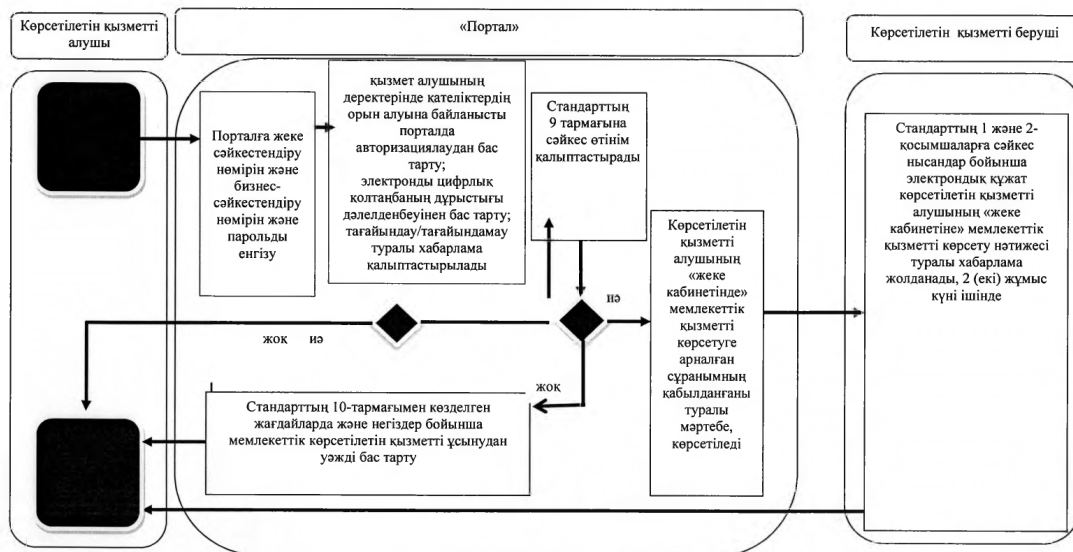 Көрсетілетін қызметті
алушы
«Портал»
Көрсетілетін қызметті беруші
Порталға жеке
сәйкестендіру
нөмірін және
бизнес-
сәйкестендіру
нөмірін және
парольды
енгізу
қызмет алушының
деректерінде қателіктердің
орын алуына байланысты
порталда
авторизациялаудан бас
тарту;
электронды цифрлық
қолтаңбаның дұрыстығы
дәлелденбеуінен бас тарту;
тағайындау/тағайындамау
туралы хабарлама
қалыптастырылады
Стандарттың
9 тармағына
сәйкес өтінім
қалыптастырады
Көрсетілетін
қызметті
алушының
«жеке
кабинетінде»
мемлекеттік
қызметті
көрсетуге
арналған
сұранымның
қабылданғаны
туралы
мәртебе,
көрсетіледі
Стандарттың 1 және 2-
қосымшаларға сәйкес
нысандар бойынша
электрондық құжат
көрсетілетін қызметті
алушының «жеке
кабинетіне» мемлекеттік
қызметті көрсету нәтижесі
туралы хабарлама
жолданады, 2 (екі) жұмыс
күні ішінде
иә
жоқ иә
жоқ
Стандарттың 10-тармағымен көзделген
жағдайларда және негіздер бойынша
мемлекеттік көрсетілетін қызметті ұсынудан
уәжді бас тарту